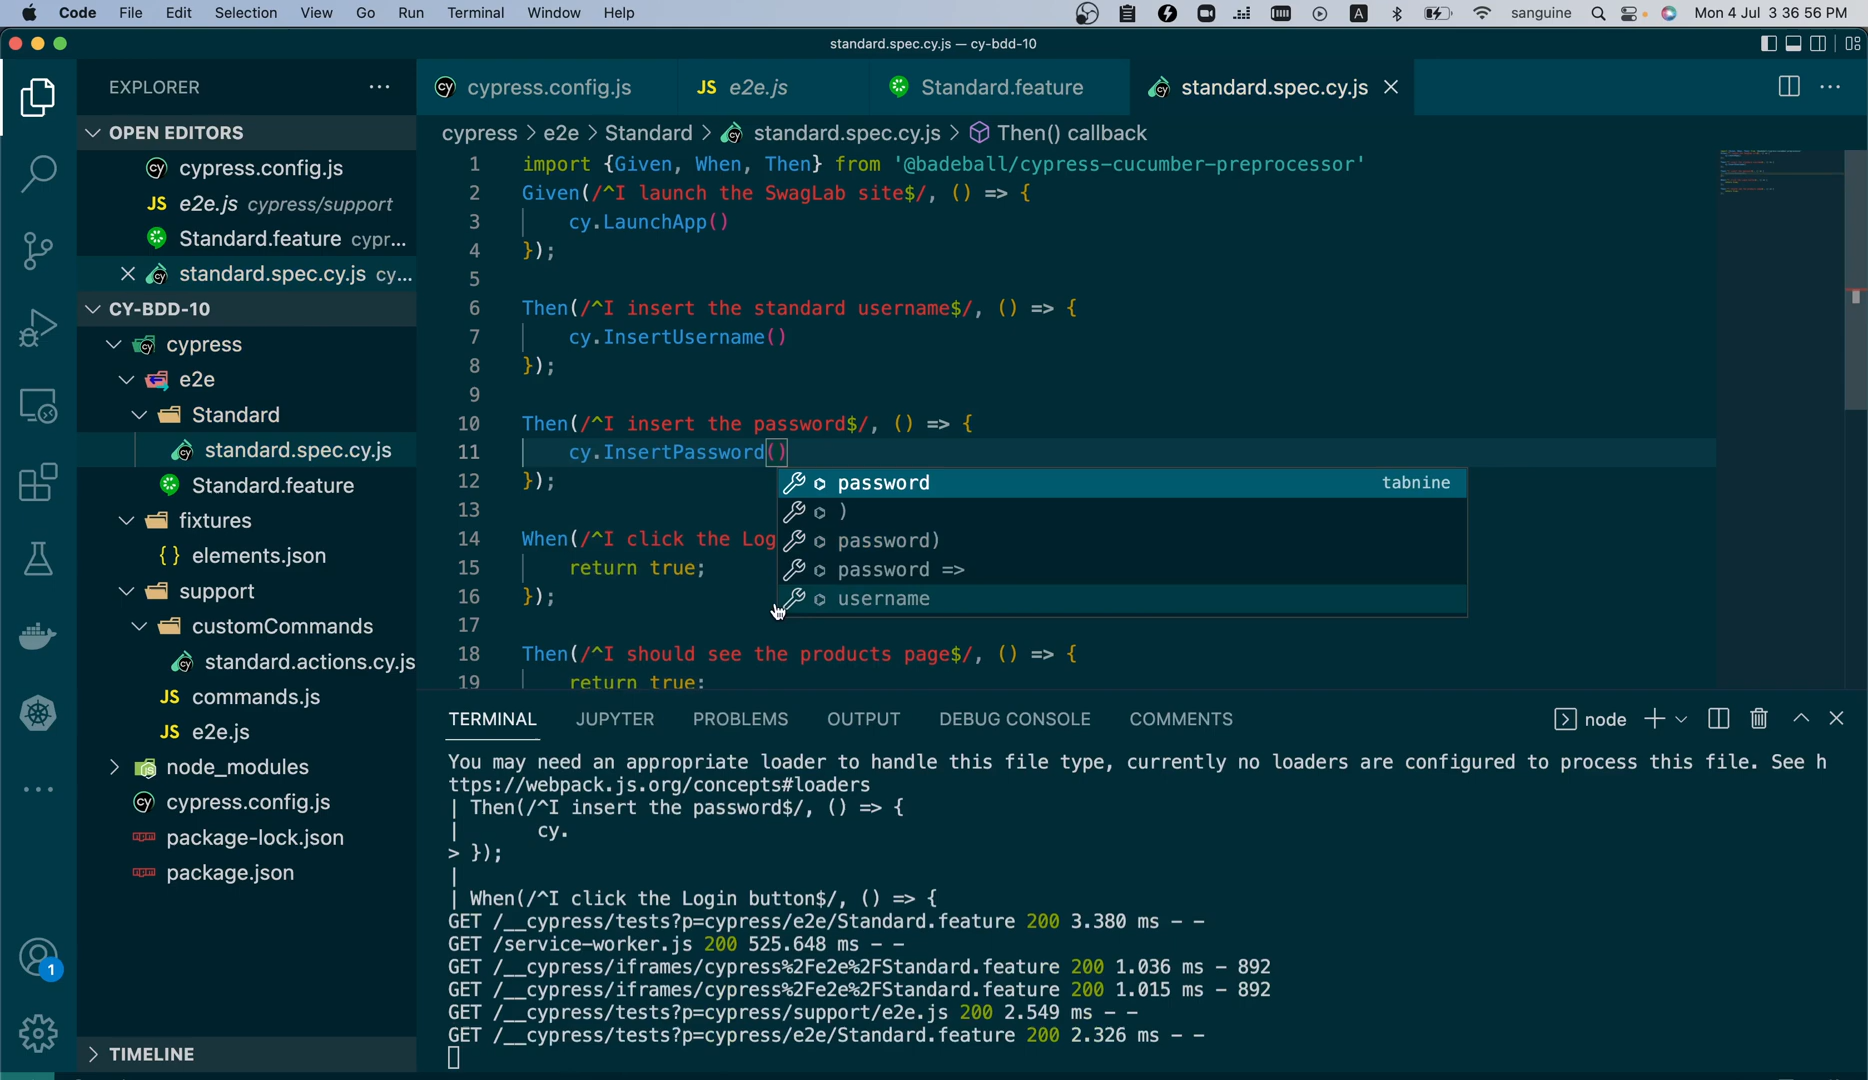 Code File Edit Selection View Go Run Terminal Window Help A sanguine Mon 4 Jul 3 36 56 PM
standard.spec.cy.js — cy-bdd-10
EXPLORER ...
OPEN EDITORS
cypress.config.js
e2e.js cypress/support
Standard.feature cypr...
standard.spec.cy.js cy...
CY-BDD-10
cypress
e2e
Standard
standard.spec.cy.js
Standard.feature
fixtures
{ } elements.json
support
customCommands
standard.actions.cy.js
JS commands.js
JS e2e.js
node_modules
cypress.config.js
package-lock.json
package.json
TIMELINE
1
cy cypress.config.js JS e2e.js Standard.feature cy standard.spec.cy.js
cypress > e2e > Standard > standard.spec.cy.js > Then() callback
1 import {Given, When, Then} from '@badeball/cypress-cucumber-preprocessor'
2 Given(/^I launch the SwagLab site$/, () => {
3 cy.LaunchApp()
4 });
5
6 Then(/^I insert the standard username$/, () => {
7 cy.InsertUsername()
8 });
9
10 Then(/^I insert the password$/, () => {
11 cy.InsertPassword()
12 });
13
14 When(/^I click the Log
15 return true;
16 });
17
18 Then(/^I should see the products page$/, () => {
19 return true;
password tabnine
)
password)
password =>
username
TERMINAL JUPYTER PROBLEMS OUTPUT DEBUG CONSOLE COMMENTS node
You may need an appropriate loader to handle this file type, currently no loaders are configured to process this file. See h
ttps://webpack.js.org/concepts#loaders
| Then(/^I insert the password$/, () => {
| cy.
> });
|
| When(/^I click the Login button$/, () => {
GET /__cypress/tests?p=cypress/e2e/Standard.feature 200 3.380 ms - -
GET /service-worker.js 200 525.648 ms - -
GET /__cypress/iframes/cypress%2Fe2e%2FStandard.feature 200 1.036 ms - 892
GET /__cypress/iframes/cypress%2Fe2e%2FStandard.feature 200 1.015 ms - 892
GET /__cypress/tests?p=cypress/support/e2e.js 200 2.549 ms - -
GET /__cypress/tests?p=cypress/e2e/Standard.feature 200 2.326 ms - -